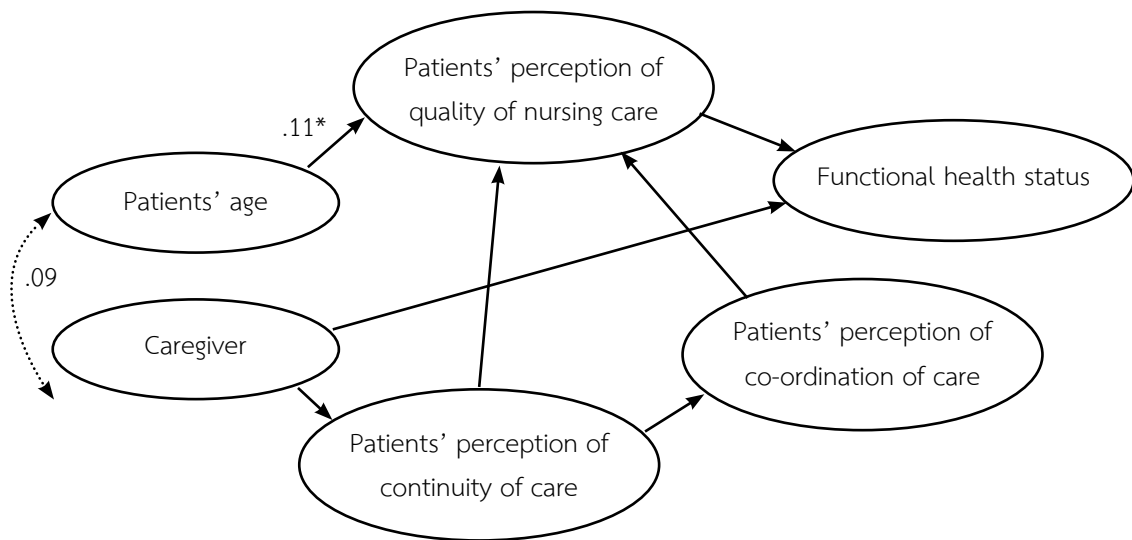 Patients’ perception of
quality of nursing care
.11*
Functional health status
Patients’ age
.09
Caregiver
Patients’ perception of
co-ordination of care
Patients’ perception of
continuity of care